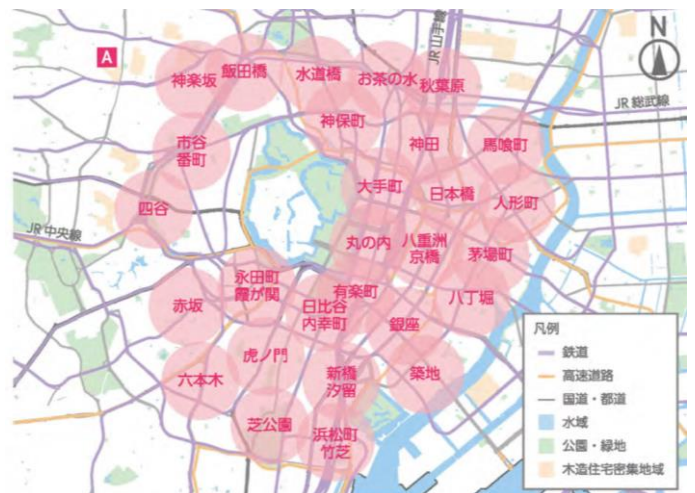 N
A
JR 山手線
飯田橋
水道橋
お茶の水
神楽坂
秋葉原
JR 総武線
神保町
市谷
番町
神田
馬喰町
大手町
日本橋
四谷
人形町
JR 中央線
丸の内
八重洲
京橋
茅場町
永田町
霞が関
有楽町
八丁堀
赤坂
日比谷
内幸町
銀座
虎ノ門
六本木
新橋
汐留
築地
芝公園
浜松町
竹芝
凡例
鉄道
高速道路
国道・都道
水域
公園・緑地
木造住宅密集地域